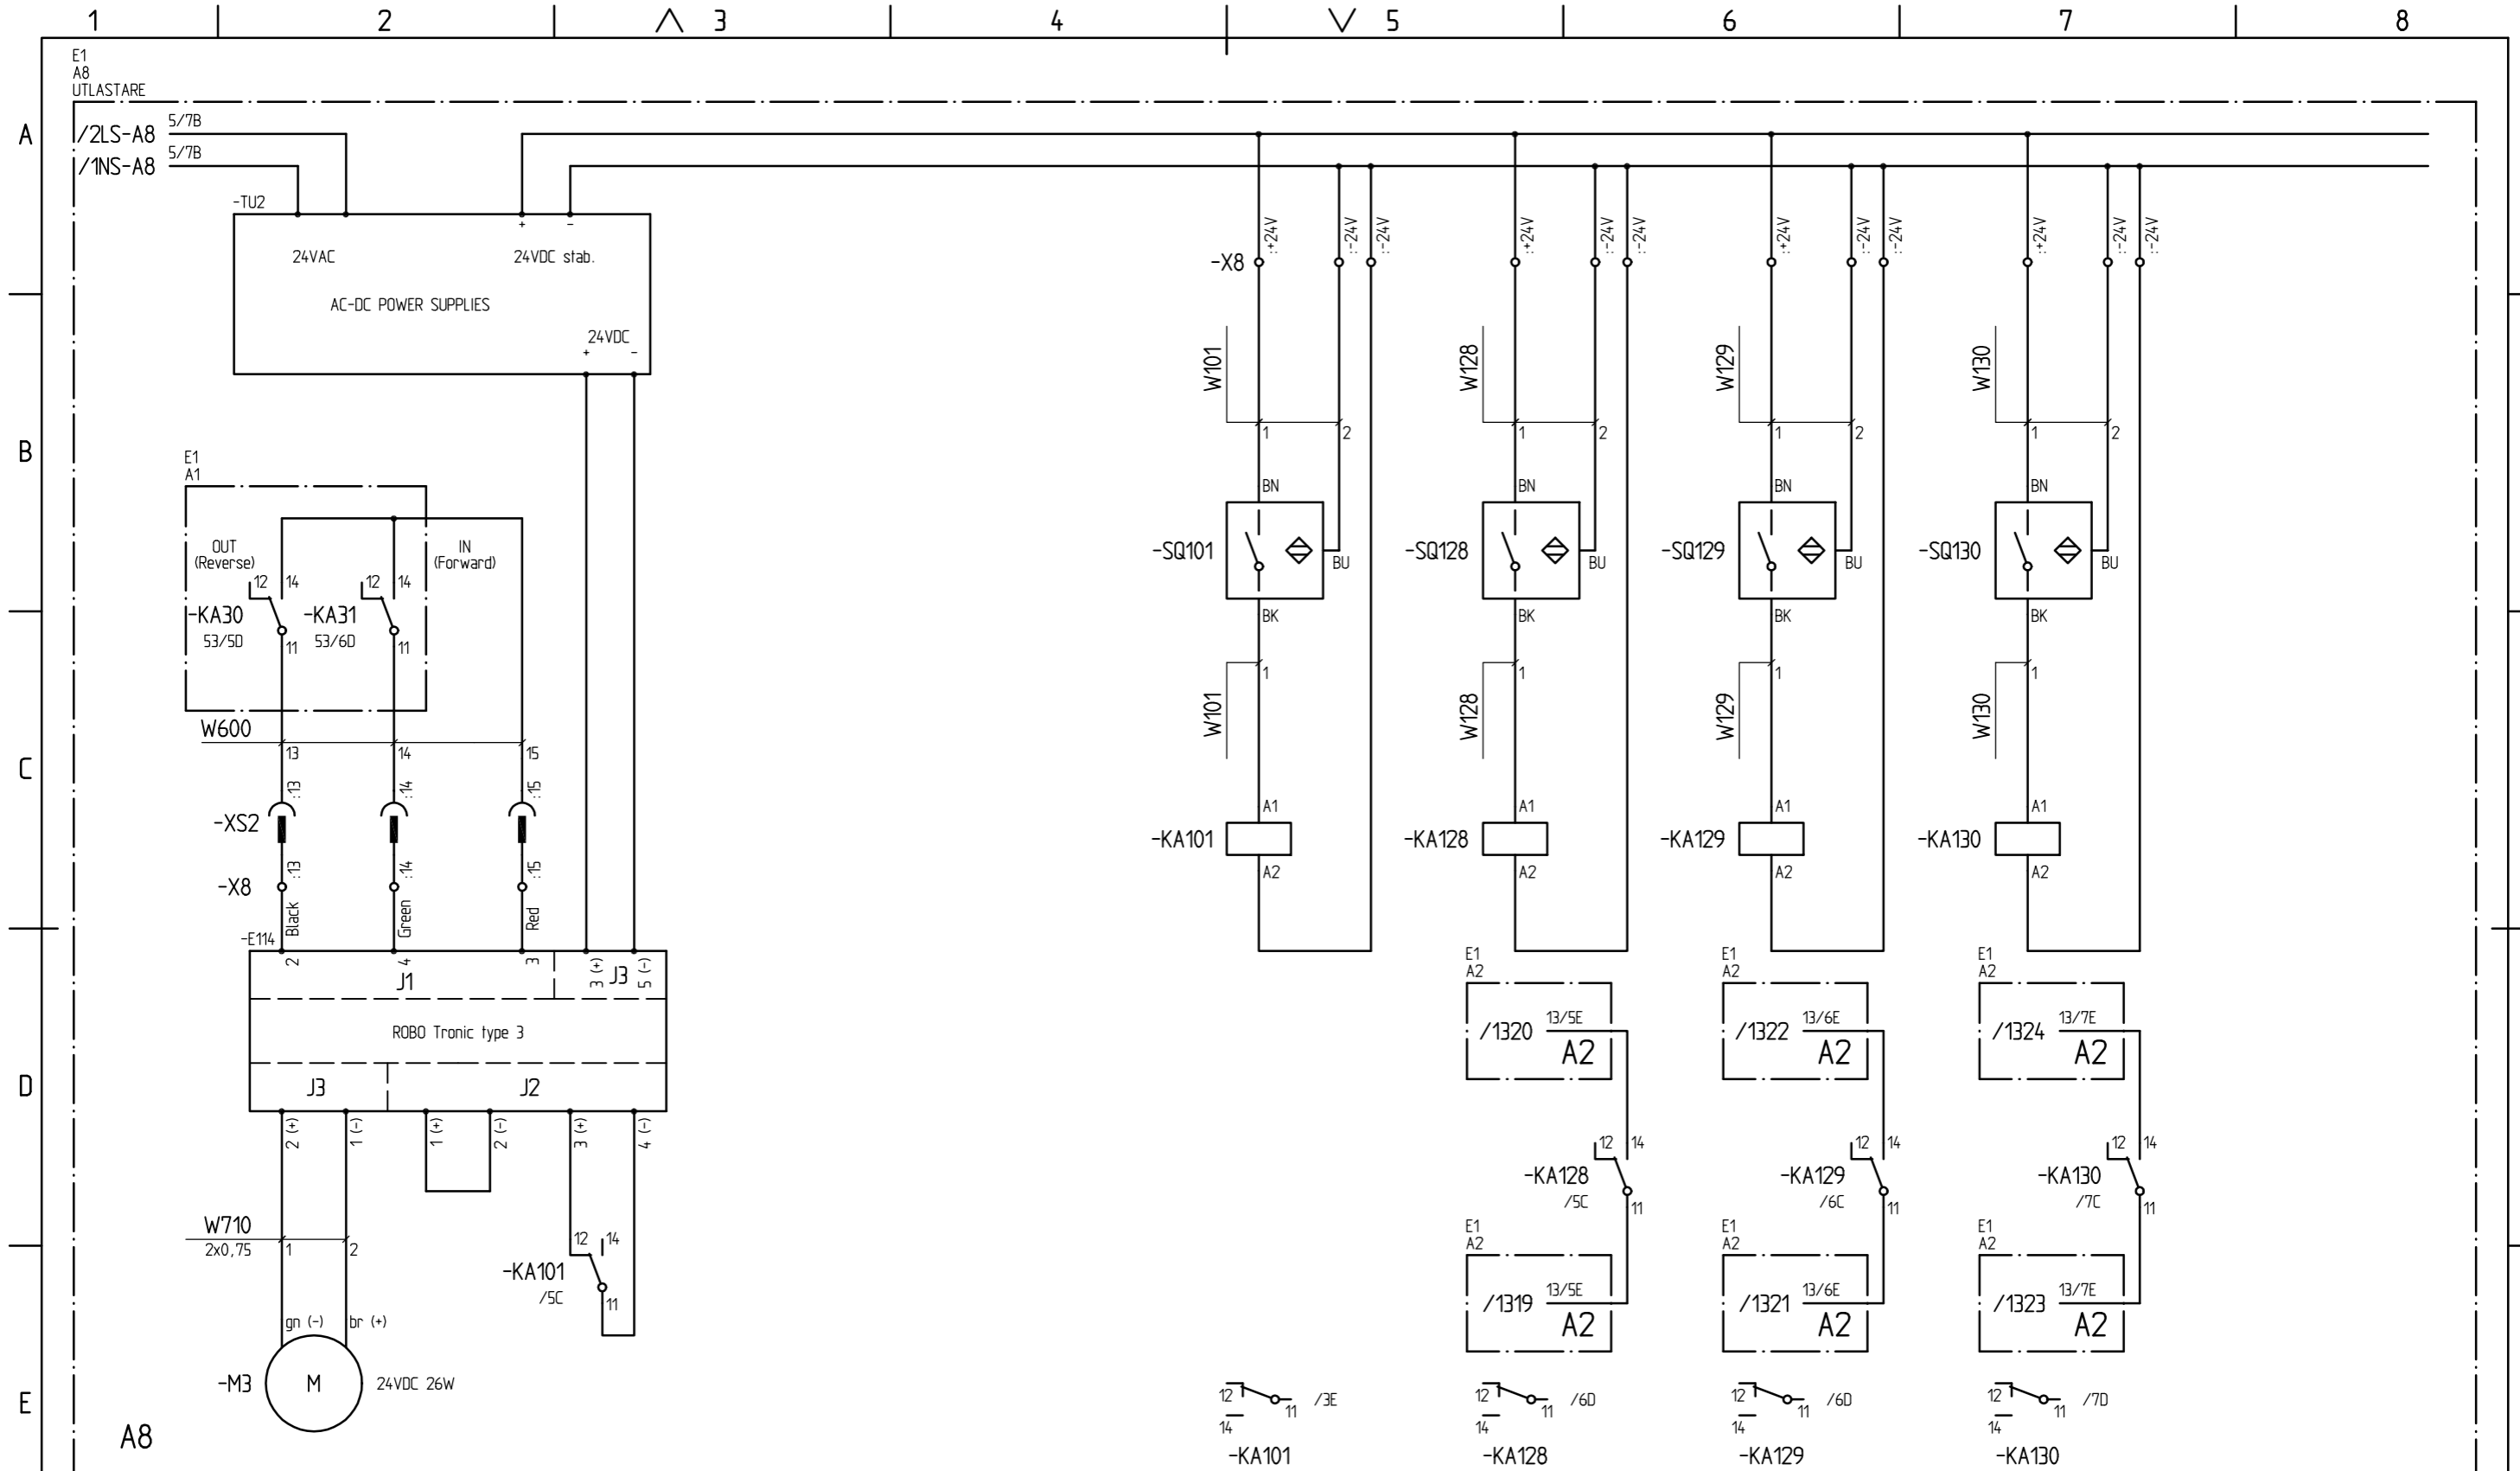 1 2 3 4 5 6 7 8
E1
A8
UTLASTARE
A
/2LS-A8 5/7B
/1NS-A8 5/7B
-TU2
+ -
24VAC 24VDC stab.
AC-DC POWER SUPPLIES
24VDC
+ -
-X8 :+24V :-24V :-24V :+24V :-24V :-24V :+24V :-24V :-24V :+24V :-24V :-24V
W101 W128 W129 W130
B
1 2 1 2 1 2 1 2
E1
A1
OUT
(Reverse)
IN
(Forward)
12 14 12 14
-KA30 -KA31
53/5D 53/6D
11 11
BN BN BN BN
-SQ101 -SQ128 -SQ129 -SQ130
BU BU BU BU
BK BK BK BK
1 1 1 1
W101 W128 W129 W130
W600
13 14 15
C
:13 :14 :15
-XS2
:13 :14 :15
-X8
Black Green Red
A1 A1 A1 A1
-KA101 -KA128 -KA129 -KA130
A2 A2 A2 A2
-E114
2 4 3 3 (+) 5 (-)
J1 J3
ROBO Tronic type 3
D
J3 J2
2 (+) 1 (-) 1 (+) 2 (-) 3 (+) 4 (-)
E1
A2
/1320 13/5E
A2
E1
A2
/1322 13/6E
A2
E1
A2
/1324 13/7E
A2
12 14 12 14 12 14
-KA128 -KA129 -KA130
/5C /6C /7C
11 11 11
W710
2x0,75 1 2
12 14
-KA101
/5C
11
E1
A2
/1319 13/5E
A2
E1
A2
/1321 13/6E
A2
E1
A2
/1323 13/7E
A2
gn (-) br (+)
-M3 M 24VDC 26W
E
A8
12 11 /3E
14
-KA101
12 11 /6D
14
-KA128
12 11 /6D
14
-KA129
12 11 /7D
14
-KA130